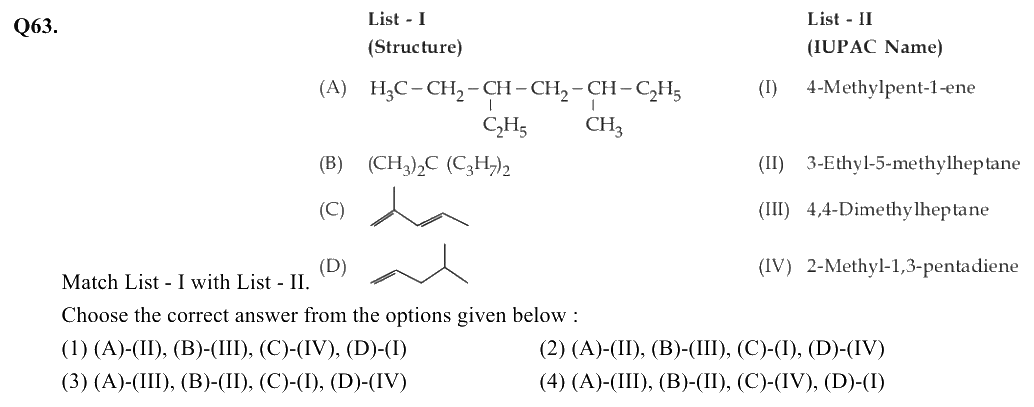 Q63.
List - I List - II
(Structure) (IUPAC Name)
(A) H₃C – CH₂ – CH – CH₂ – CH – C₂H₅ (I) 4-Methylpent-1-ene
C₂H₅ CH₃
(B) (CH₃)₂C (C₃H₇)₂ (II) 3-Ethyl-5-methylheptane
(C) (III) 4,4-Dimethylheptane
(D) (IV) 2-Methyl-1,3-pentadiene
Match List - I with List - II.
Choose the correct answer from the options given below :
(1) (A)-(II), (B)-(III), (C)-(IV), (D)-(I) (2) (A)-(II), (B)-(III), (C)-(I), (D)-(IV)
(3) (A)-(III), (B)-(II), (C)-(I), (D)-(IV) (4) (A)-(III), (B)-(II), (C)-(IV), (D)-(I)